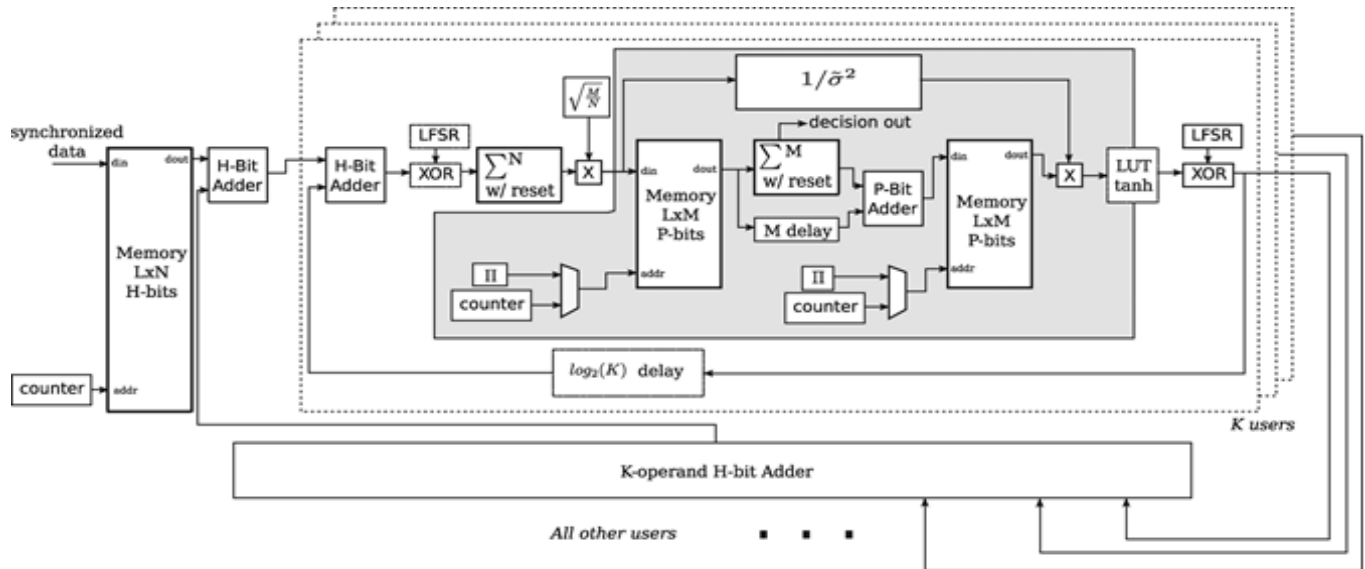 synchronized
data
din
dout
Memory
LxN
H-bits
addr
counter
H-Bit
Adder
H-Bit
Adder
LFSR
XOR
∑^N
w/ reset
√(M/N)
X
1/σ̃²
din
dout
Memory
LxM
P-bits
addr
Π
counter
decision out
∑^M
w/ reset
M delay
P-Bit
Adder
din
dout
Memory
LxM
P-bits
addr
Π
counter
X
LUT
tanh
LFSR
XOR
log₂(K) delay
K users
K-operand H-bit Adder
All other users